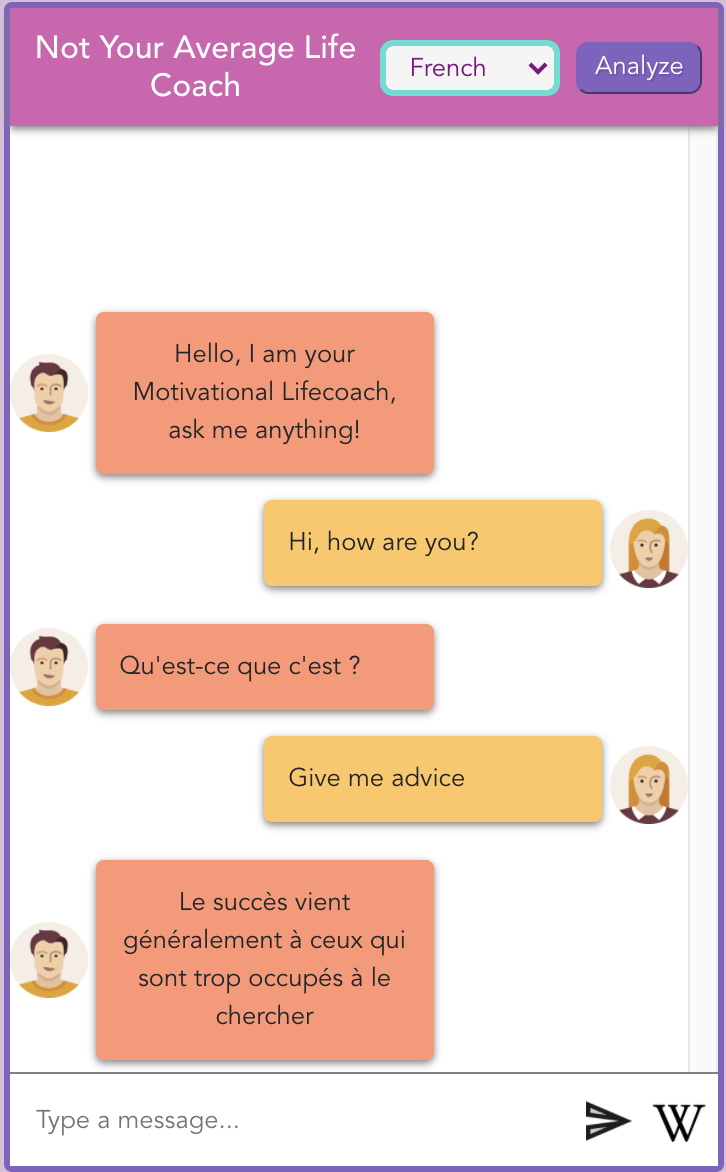 Not Your Average Life
Coach
French
Analyze
Hello, I am your
Motivational Lifecoach,
ask me anything!
Hi, how are you?
Qu'est-ce que c'est ?
Give me advice
Le succès vient
généralement à ceux qui
sont trop occupés à le
chercher
Type a message...
W